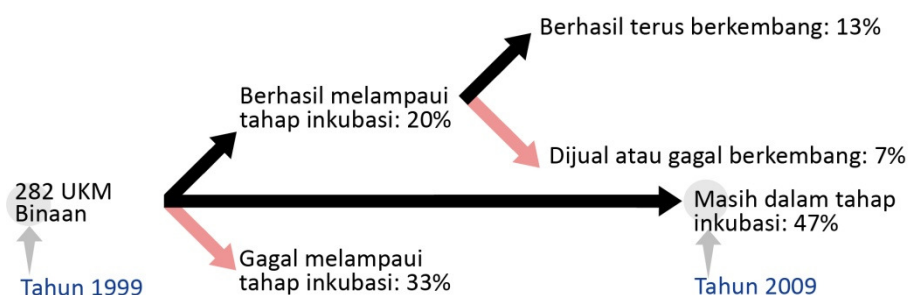 Berhasil terus berkembang: 13%
Berhasil melampaui
tahap inkubasi: 20%
Dijual atau gagal berkembang: 7%
282 UKM
Binaan
Masih dalam tahap
inkubasi: 47%
Gagal melampaui
tahap inkubasi: 33%
Tahun 1999
Tahun 2009